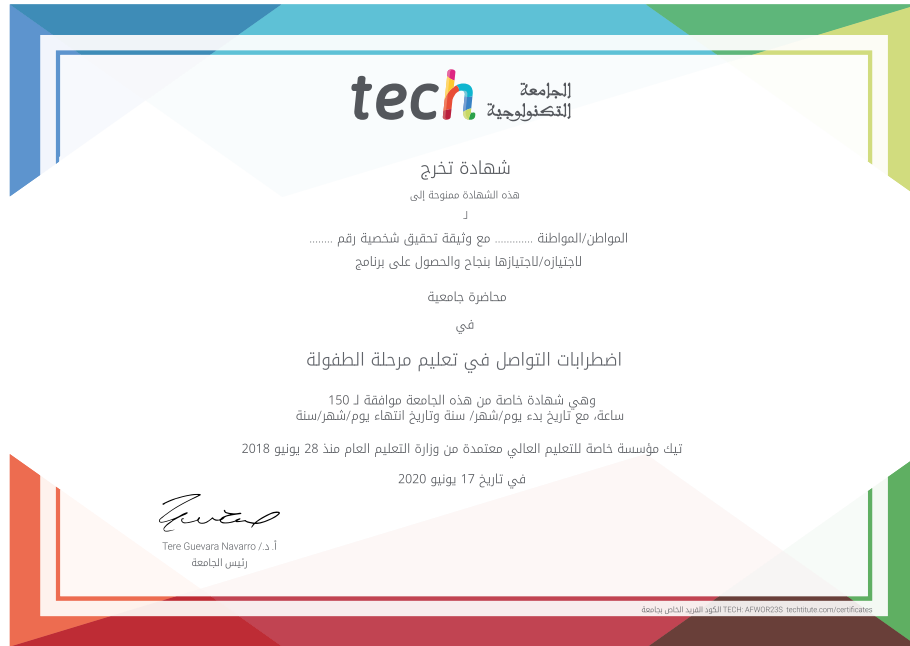 tech الجامعة
التكنولوجية
شهادة تخرج
هذه الشهادة ممنوحة إلى
لـ
المواطن/المواطنة ............. مع وثيقة تحقيق شخصية رقم ........
لاجتيازه/لاجتيازها بنجاح والحصول على برنامج
محاضرة جامعية
في
اضطرابات التواصل في تعليم مرحلة الطفولة
وهي شهادة خاصة من هذه الجامعة موافقة لـ 150
ساعة، مع تاريخ بدء يوم/شهر/ سنة وتاريخ انتهاء يوم/شهر/سنة
تيك مؤسسة خاصة للتعليم العالي معتمدة من وزارة التعليم العام منذ 28 يونيو 2018
في تاريخ 17 يونيو 2020
أ. د./ Tere Guevara Navarro
رئيس الجامعة
الكود الفريد الخاص بجامعة TECH: AFWOR23S techtitute.com/certificates